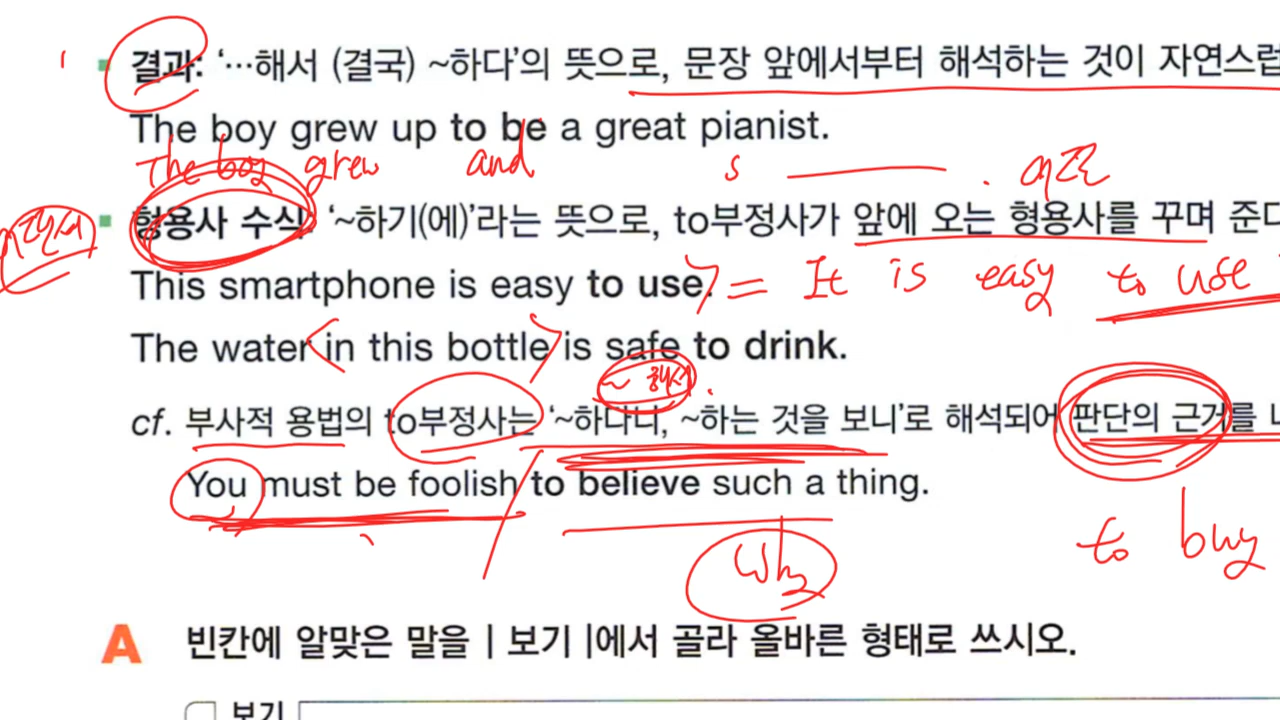 결과: '…해서 (결국) ~하다'의 뜻으로, 문장 앞에서부터 해석하는 것이 자연스럽
The boy grew up to be a great pianist.
The boy grew and s
형용사 수식: '~하기(에)'라는 뜻으로, to부정사가 앞에 오는 형용사를 꾸며 준다
This smartphone is easy to use. = It is easy to use
The water in this bottle is safe to drink.
~해서
cf. 부사적 용법의 to부정사는 '~하다니, ~하는 것을 보니'로 해석되어 판단의 근거를
You must be foolish to believe such a thing.
to buy
Why
A 빈칸에 알맞은 말을 | 보기 |에서 골라 올바른 형태로 쓰시오.
보기